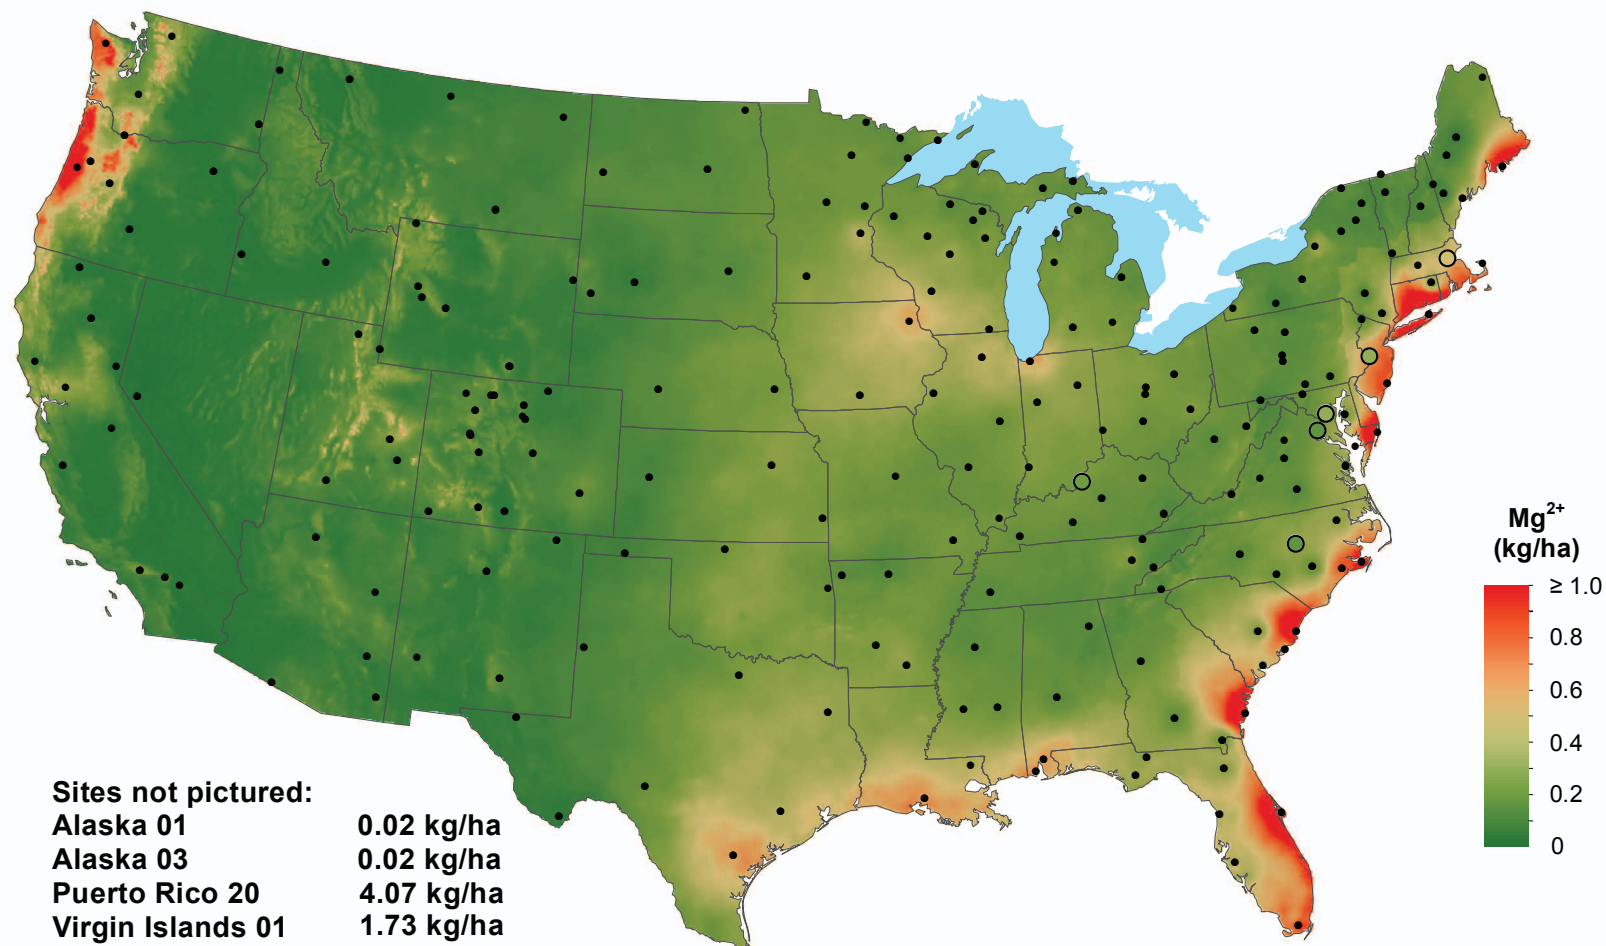 Mg2+
(kg/ha)
≥ 1.0
0.8
0.6
0.4
0.2
0
Sites not pictured:
Alaska 01 0.02 kg/ha
Alaska 03 0.02 kg/ha
Puerto Rico 20 4.07 kg/ha
Virgin Islands 01 1.73 kg/ha